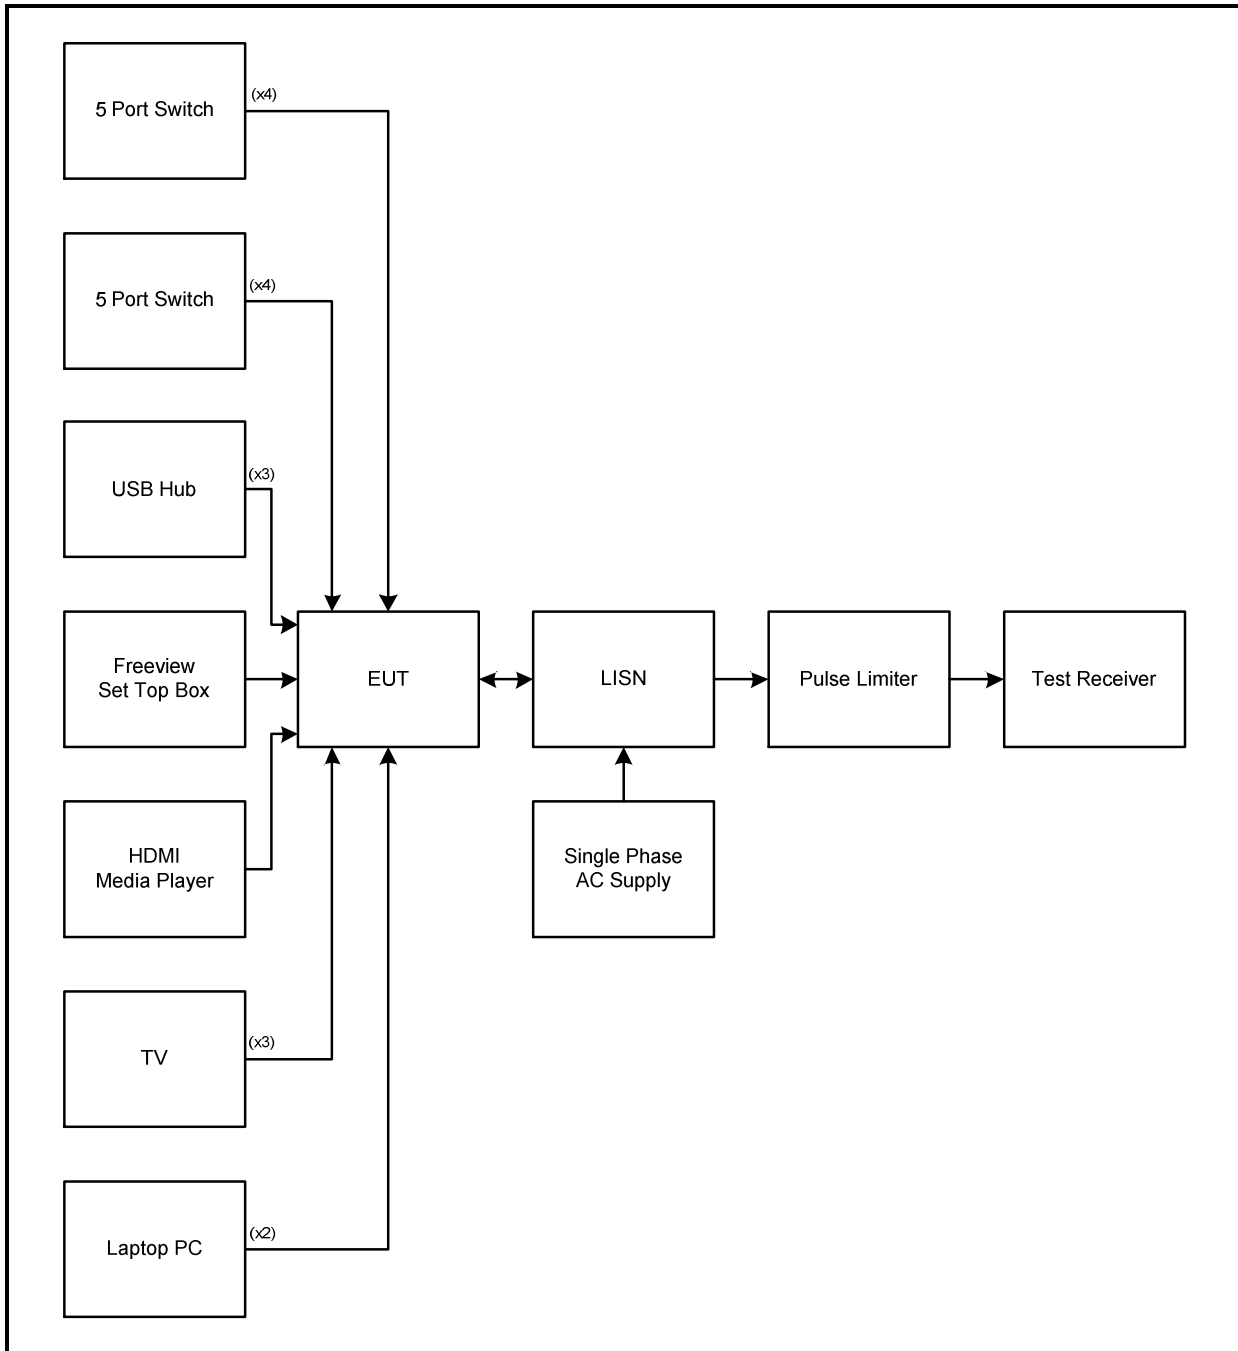 5 Port Switch
(x4)
5 Port Switch
(x4)
USB Hub
(x3)
Freeview
Set Top Box
EUT
LISN
Pulse Limiter
Test Receiver
HDMI
Media Player
Single Phase
AC Supply
TV
(x3)
Laptop PC
(x2)